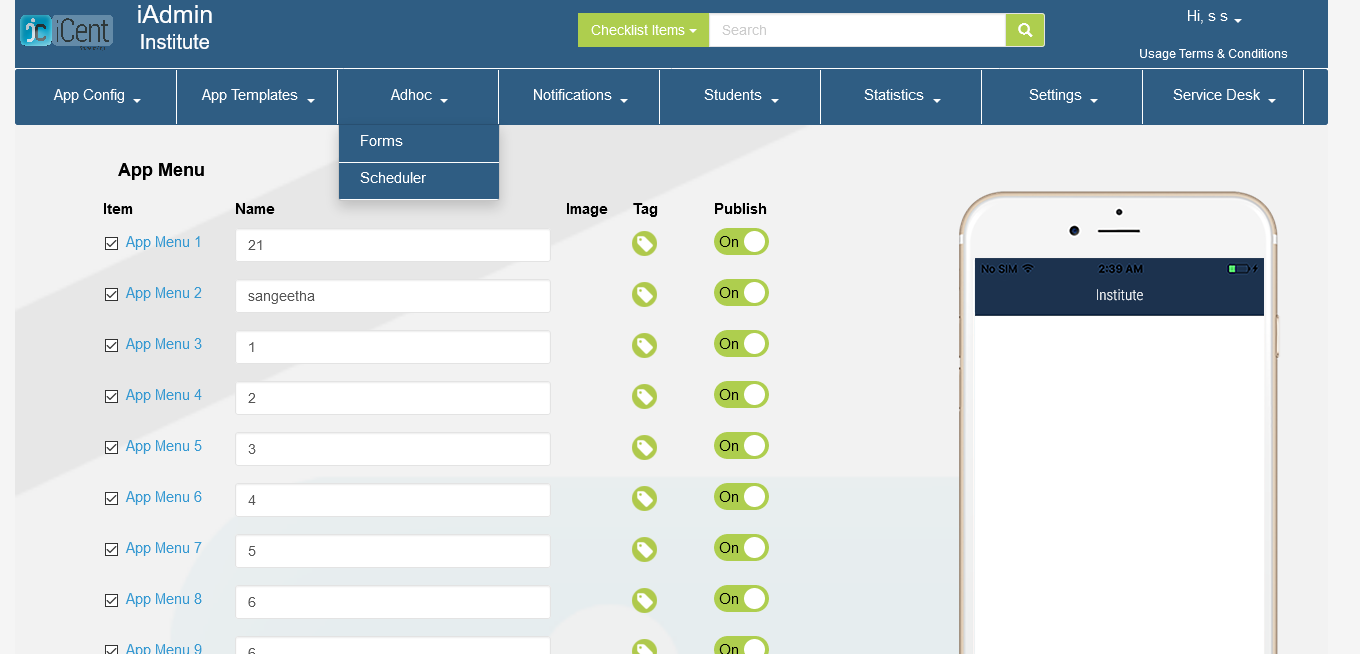 iCent
iAdmin
Institute
Checklist Items
Search
Hi, s s
Usage Terms & Conditions
App Config
App Templates
Adhoc
Notifications
Students
Statistics
Settings
Service Desk
Forms
Scheduler
App Menu
Item Name Image Tag Publish
App Menu 1 21 On
App Menu 2 sangeetha On
App Menu 3 1 On
App Menu 4 2 On
App Menu 5 3 On
App Menu 6 4 On
App Menu 7 5 On
App Menu 8 6 On
App Menu 9 6 On
No SIM 2:39 AM
Institute